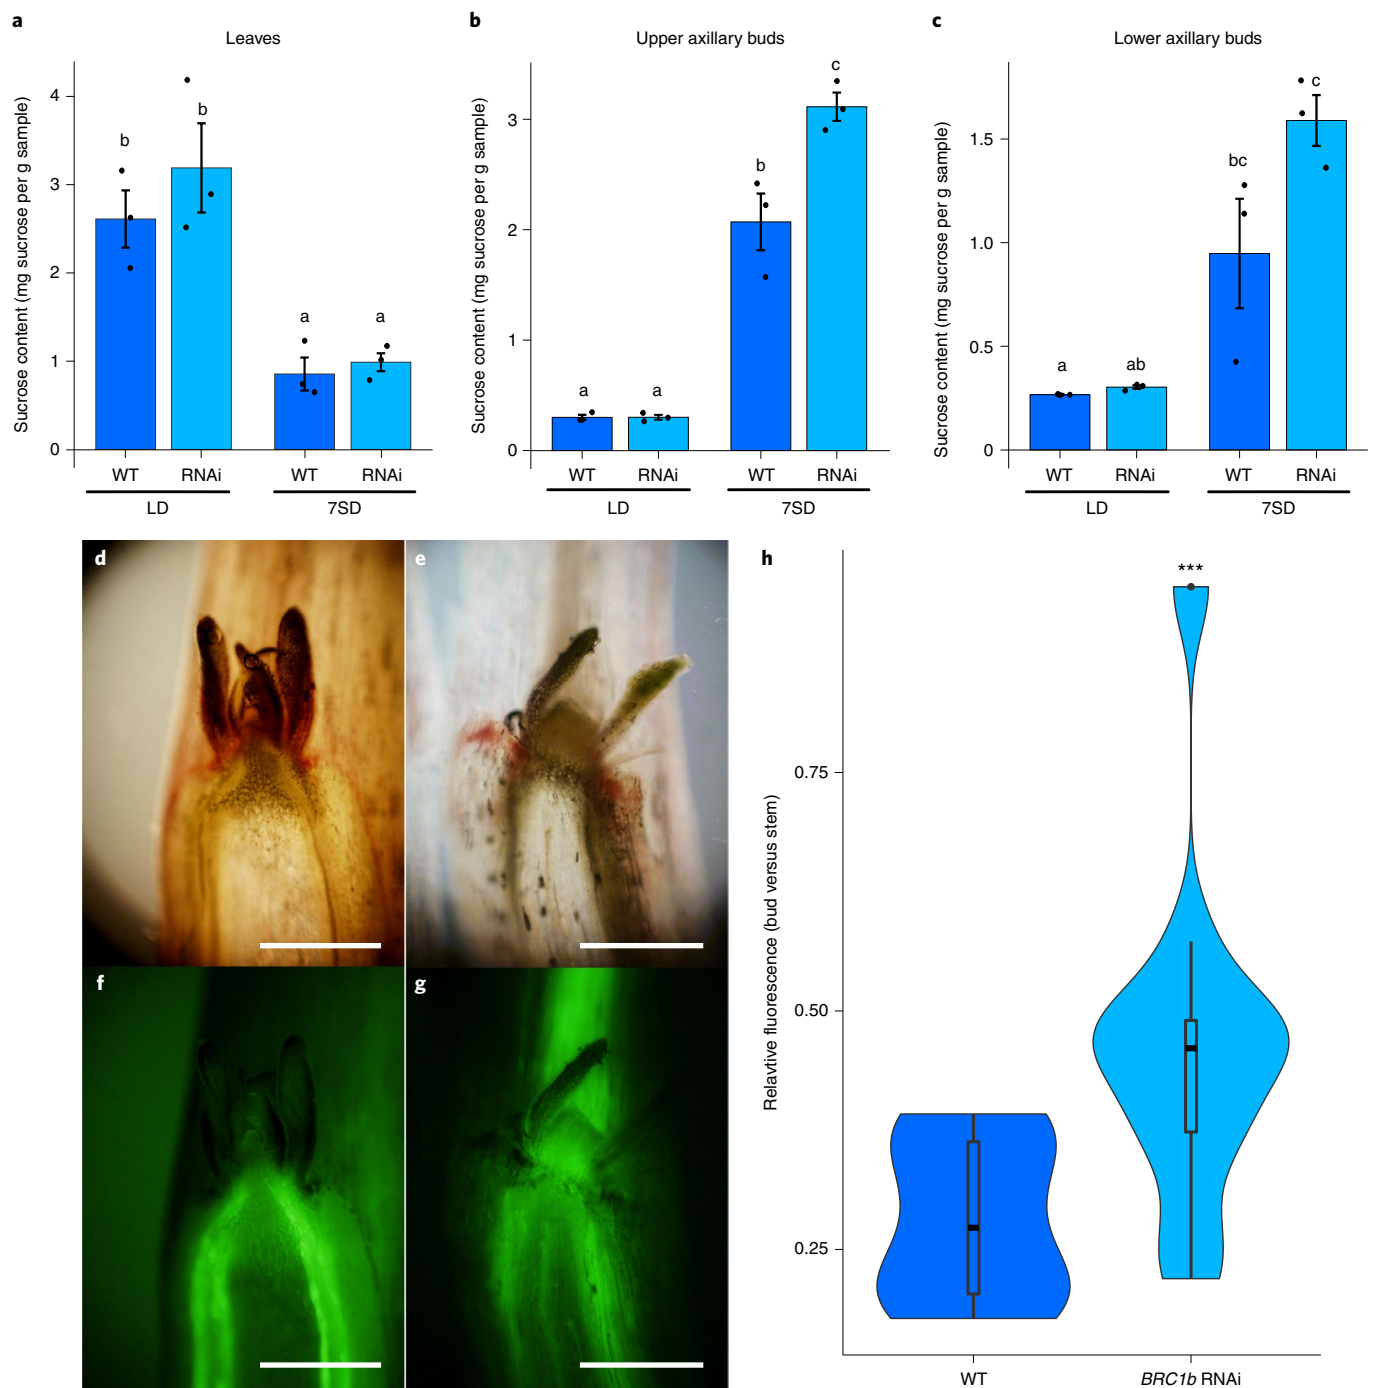 a
Leaves
Sucrose content (mg sucrose per g sample)
4
3
2
1
0
b
b
a
a
WT
RNAi
WT
RNAi
LD
7SD
b
Upper axillary buds
Sucrose content (mg sucrose per g sample)
3
2
1
0
a
a
b
c
WT
RNAi
WT
RNAi
LD
7SD
c
Lower axillary buds
Sucrose content (mg sucrose per g sample)
1.5
1.0
0.5
0
a
ab
bc
c
WT
RNAi
WT
RNAi
LD
7SD
d
e
f
g
h
Relavtive fluorescence (bud versus stem)
0.75
0.50
0.25
***
WT
BRC1b RNAi